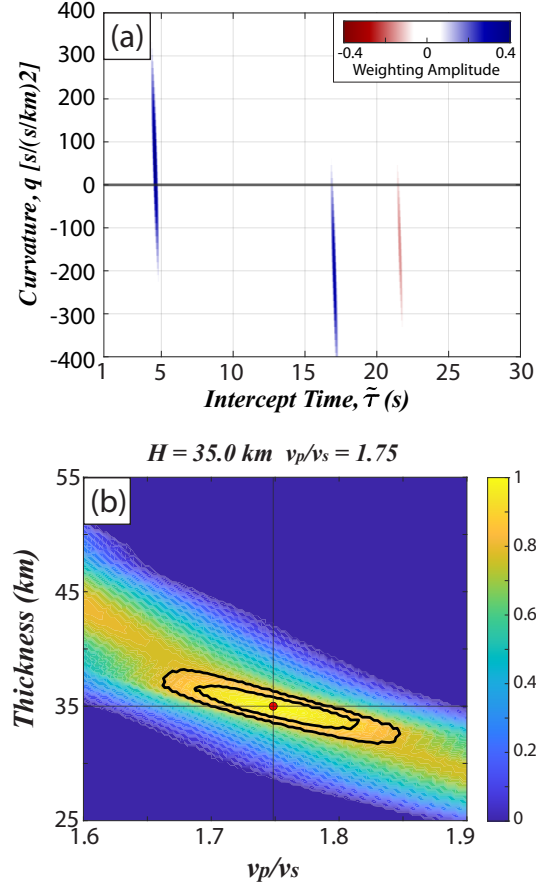 (a)
-0.4 0 0.4
Weighting Amplitude
400
300
200
100
0
-100
-200
-300
-400
Curvature, q [s/(s/km)2]
1 5 10 15 20 25 30
Intercept Time, τ̃ (s)
H = 35.0 km vp/vs = 1.75
(b)
55
45
35
25
Thickness (km)
1.6 1.7 1.8 1.9
vp/vs
1
0.8
0.6
0.4
0.2
0